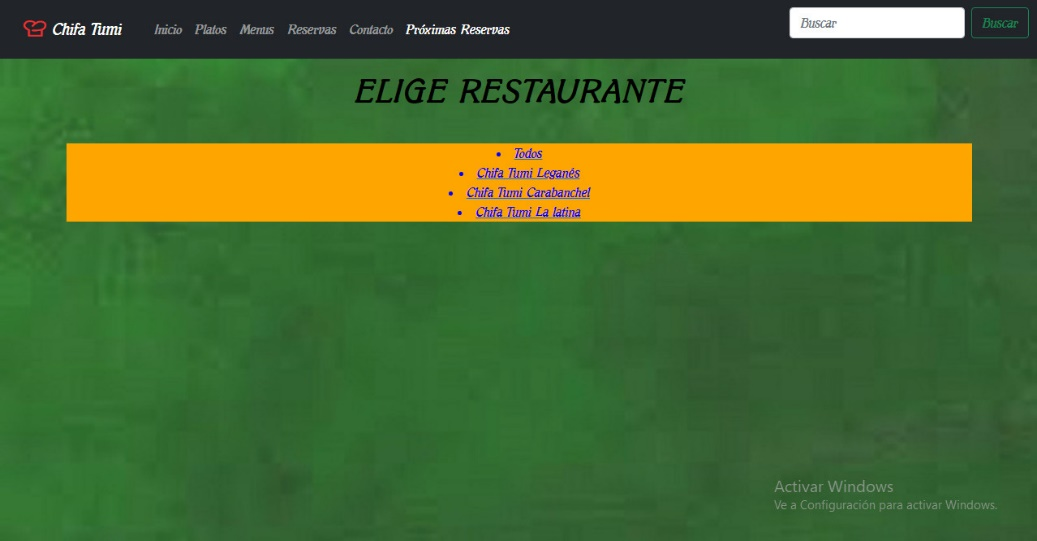 Chifa Tumi Inicio Platos Menus Reservas Contacto Próximas Reservas Buscar Buscar
ELIGE RESTAURANTE
Todos
Chifa Tumi Leganés
Chifa Tumi Carabanchel
Chifa Tumi La latina
Activar Windows
Ve a Configuración para activar Windows.